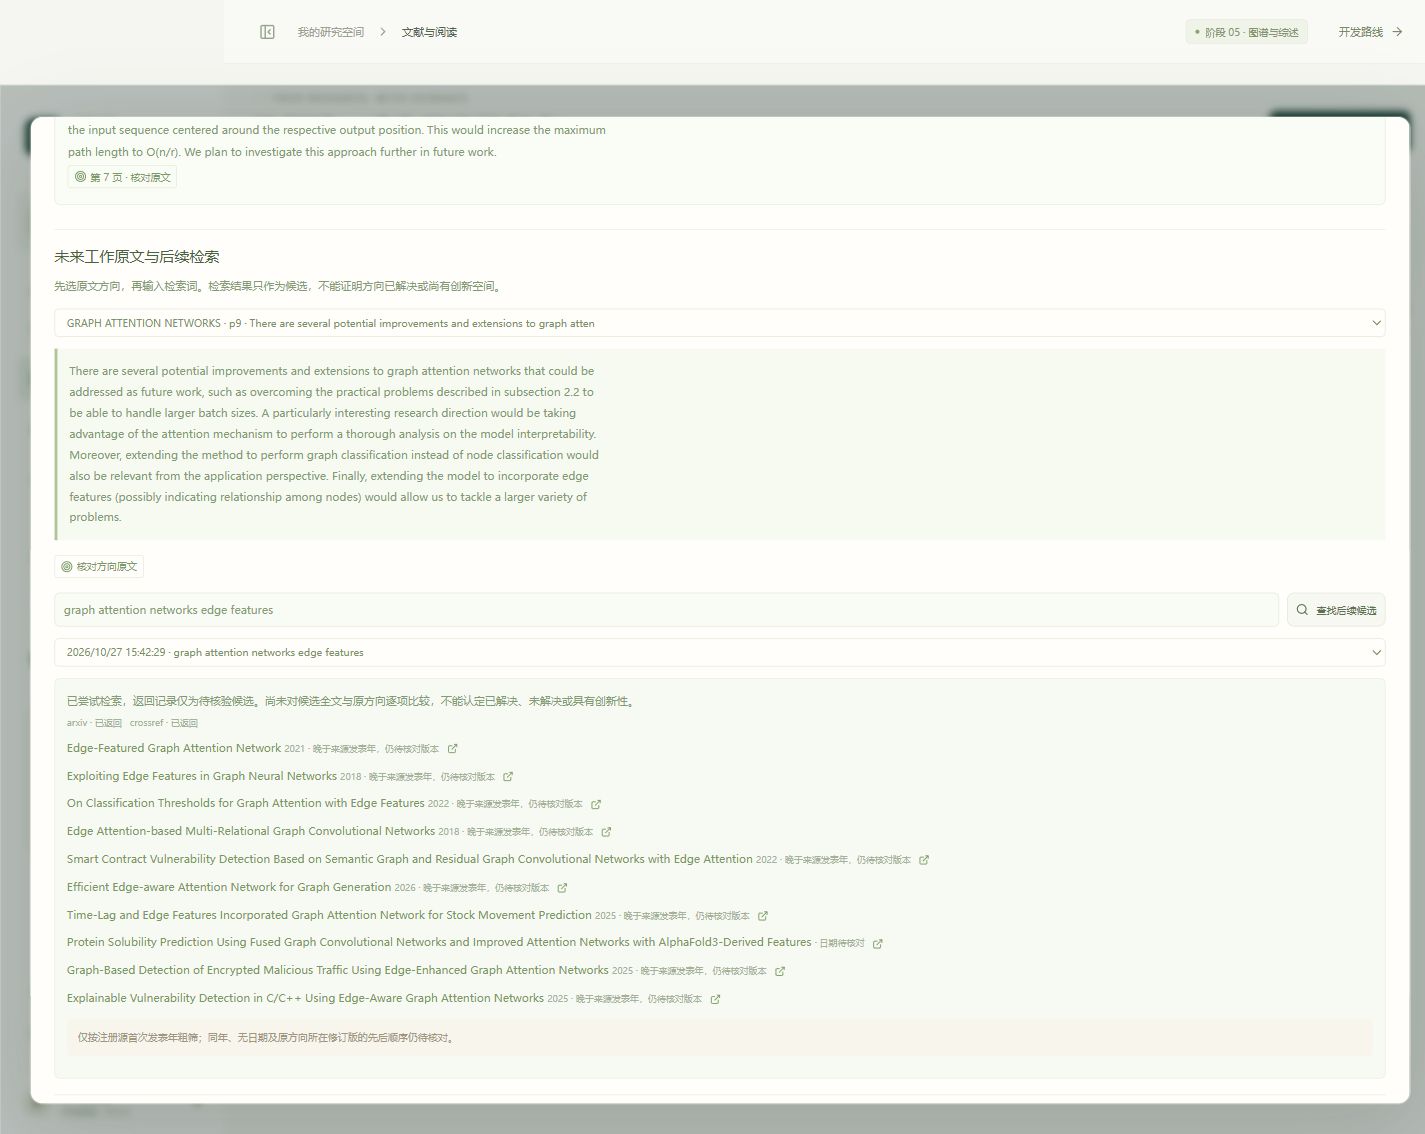 我的研究空间 > 文献与阅读
阶段 05 · 图谱与综述
开发路线 →
the input sequence centered around the respective output position. This would increase the maximum
path length to O(n/r). We plan to investigate this approach further in future work.
第 7 页 · 核对原文
未来工作原文与后续检索
先选原文方向，再输入检索词。检索结果只作为候选，不能证明方向已解决或尚有创新空间。
GRAPH ATTENTION NETWORKS · p9 · There are several potential improvements and extensions to graph atten
There are several potential improvements and extensions to graph attention networks that could be
addressed as future work, such as overcoming the practical problems described in subsection 2.2 to
be able to handle larger batch sizes. A particularly interesting research direction would be taking
advantage of the attention mechanism to perform a thorough analysis on the model interpretability.
Moreover, extending the method to perform graph classification instead of node classification would
also be relevant from the application perspective. Finally, extending the model to incorporate edge
features (possibly indicating relationship among nodes) would allow us to tackle a larger variety of
problems.
核对方向原文
graph attention networks edge features
查找后续候选
2026/10/27 15:42:29 · graph attention networks edge features
已尝试检索，返回记录仅为待核验候选。尚未对候选全文与原方向逐项比较，不能认定已解决、未解决或具有创新性。
arxiv · 已返回 crossref · 已返回
Edge-Featured Graph Attention Network 2021 · 晚于来源发表年，仍待核对版本
Exploiting Edge Features in Graph Neural Networks 2018 · 晚于来源发表年，仍待核对版本
On Classification Thresholds for Graph Attention with Edge Features 2022 · 晚于来源发表年，仍待核对版本
Edge Attention-based Multi-Relational Graph Convolutional Networks 2018 · 晚于来源发表年，仍待核对版本
Smart Contract Vulnerability Detection Based on Semantic Graph and Residual Graph Convolutional Networks with Edge Attention 2022 · 晚于来源发表年，仍待核对版本
Efficient Edge-aware Attention Network for Graph Generation 2026 · 晚于来源发表年，仍待核对版本
Time-Lag and Edge Features Incorporated Graph Attention Network for Stock Movement Prediction 2025 · 晚于来源发表年，仍待核对版本
Protein Solubility Prediction Using Fused Graph Convolutional Networks and Improved Attention Networks with AlphaFold3-Derived Features · 日期待核对
Graph-Based Detection of Encrypted Malicious Traffic Using Edge-Enhanced Graph Attention Networks 2025 · 晚于来源发表年，仍待核对版本
Explainable Vulnerability Detection in C/C++ Using Edge-Aware Graph Attention Networks 2025 · 晚于来源发表年，仍待核对版本
仅按注册源首次发表年粗筛；同年、无日期及原方向所在修订版的先后顺序仍待核对。